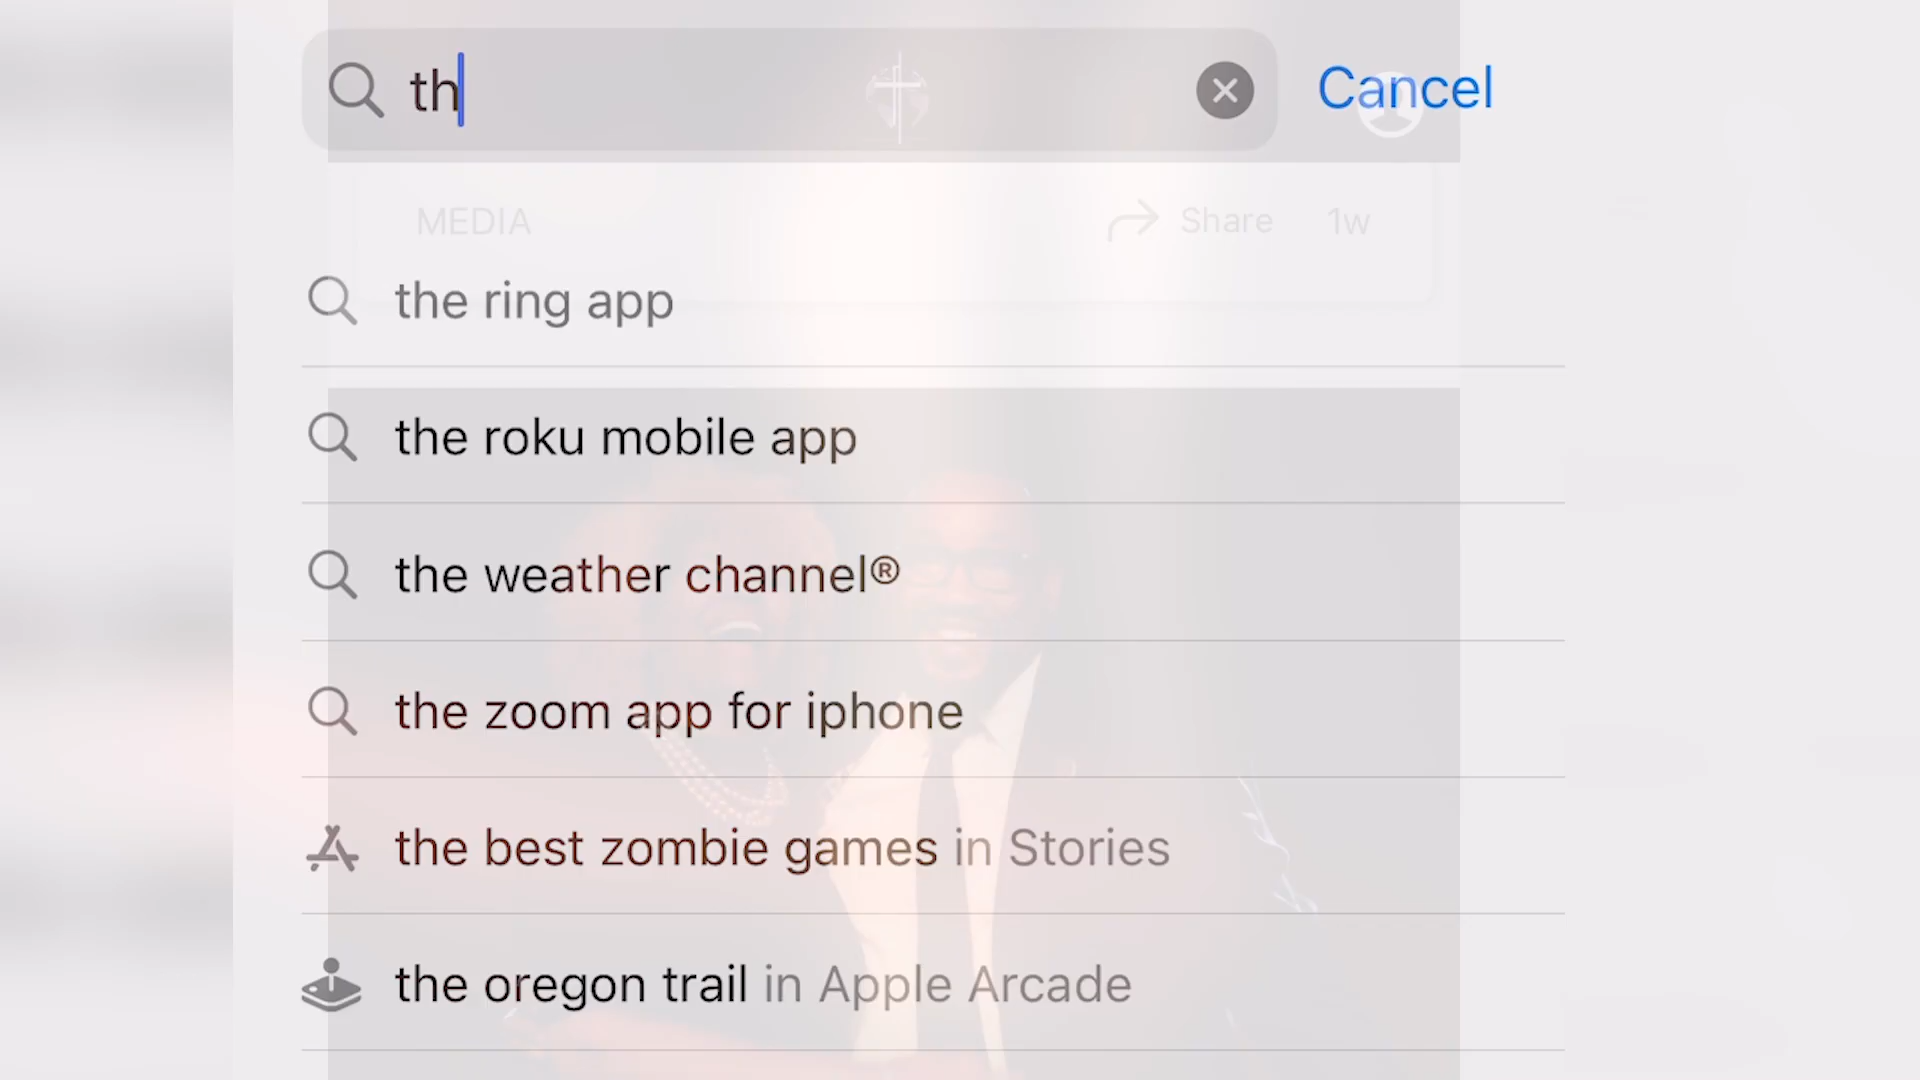 th
Cancel
MEDIA
Share
1w
the ring app
the roku mobile app
the weather channel®
the zoom app for iphone
the best zombie games in Stories
the oregon trail in Apple Arcade